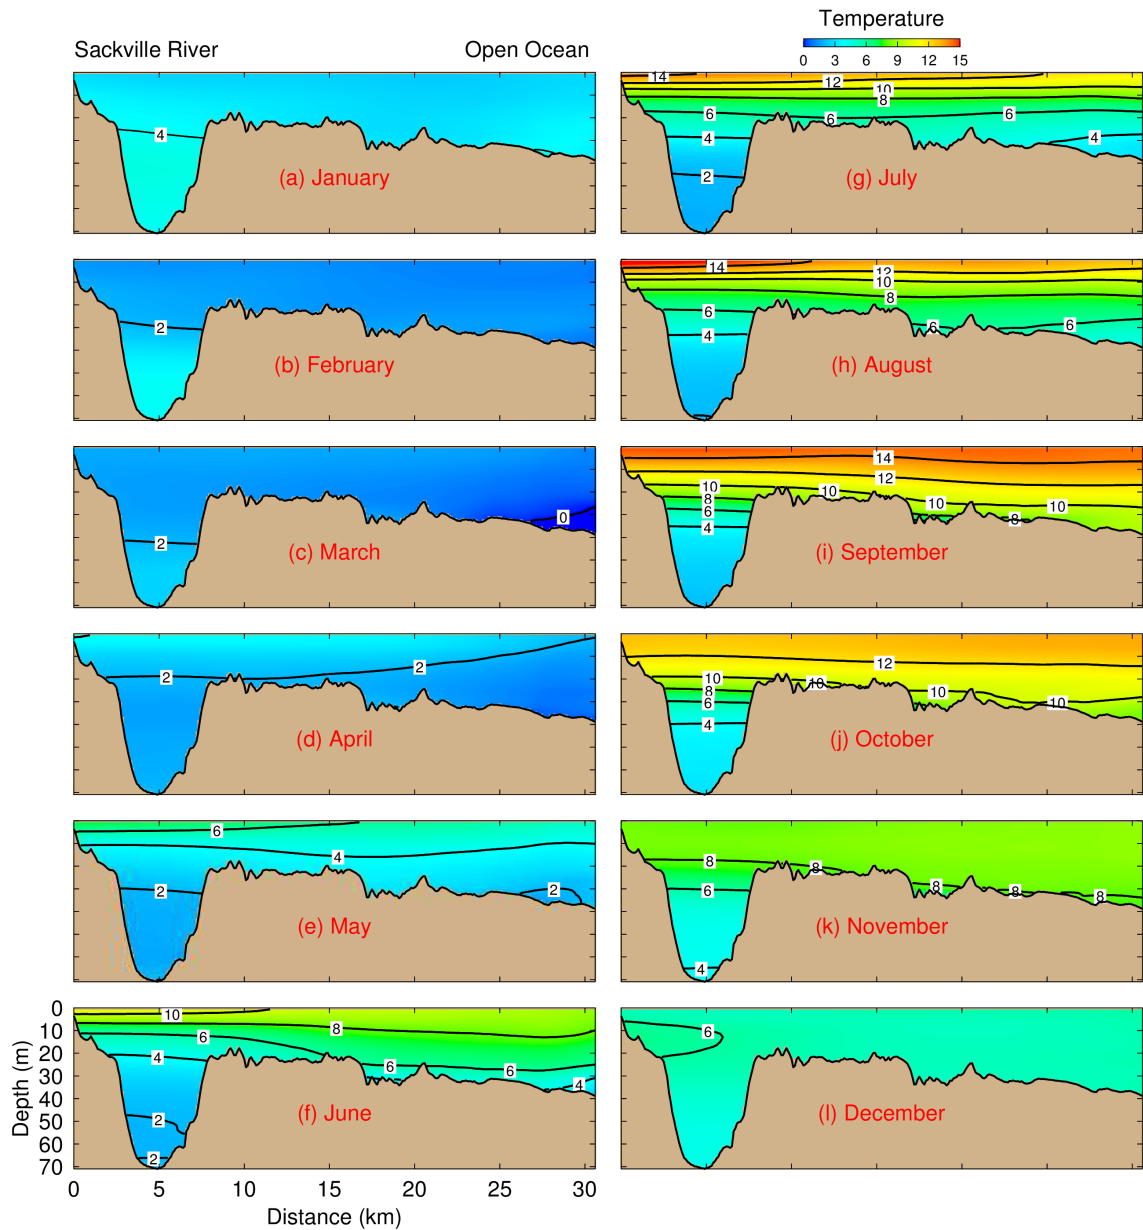 Temperature
Sackville River
Open Ocean
0 3 6 9 12 15
4
(a) January
14 12 10 8 6 6 6 4 4 2
(g) July
2
(b) February
14 12 10 8 6 6 6 4
(h) August
0 2
(c) March
14 12 10 10 10 10 8 8 6 4
(i) September
2 2
(d) April
12 10 10 10 10 8 6 4
(j) October
6 4 2 2
(e) May
8 8 8 8 8 6 4
(k) November
10 8 6 6 6 4 4 2 2
(f) June
6
(l) December
0
10
20
30
40
50
60
70
Depth (m)
0 5 10 15 20 25 30
Distance (km)